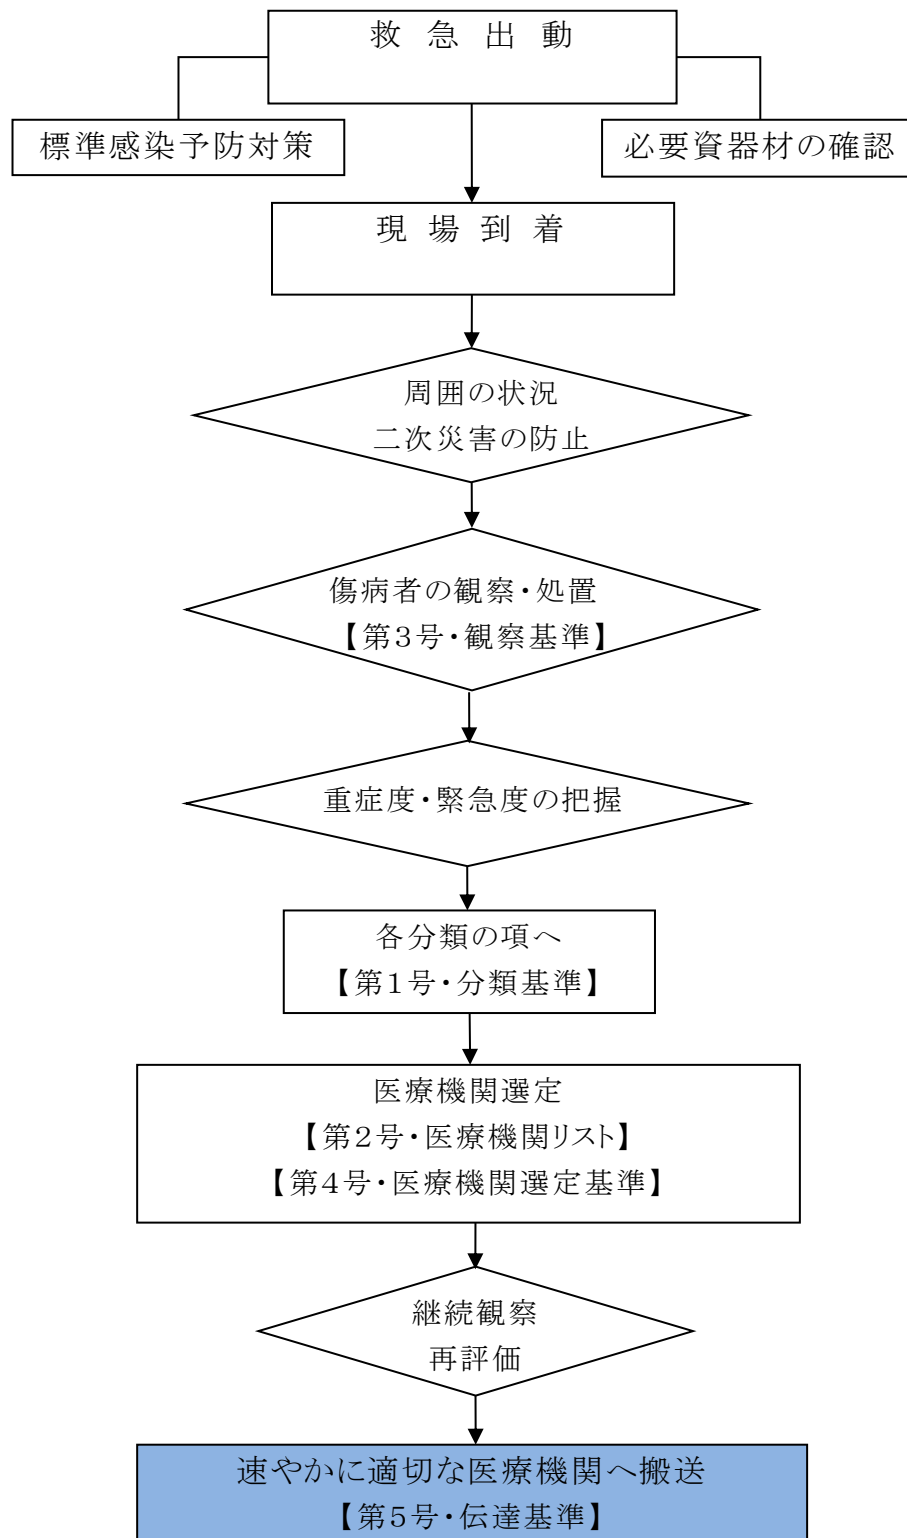 救急出動
標準感染予防対策
必要資器材の確認
現場到着
周囲の状況
二次災害の防止
傷病者の観察・処置
【第3号・観察基準】
重症度・緊急度の把握
各分類の項へ
【第1号・分類基準】
医療機関選定
【第2号・医療機関リスト】
【第4号・医療機関選定基準】
継続観察
再評価
速やかに適切な医療機関へ搬送
【第5号・伝達基準】